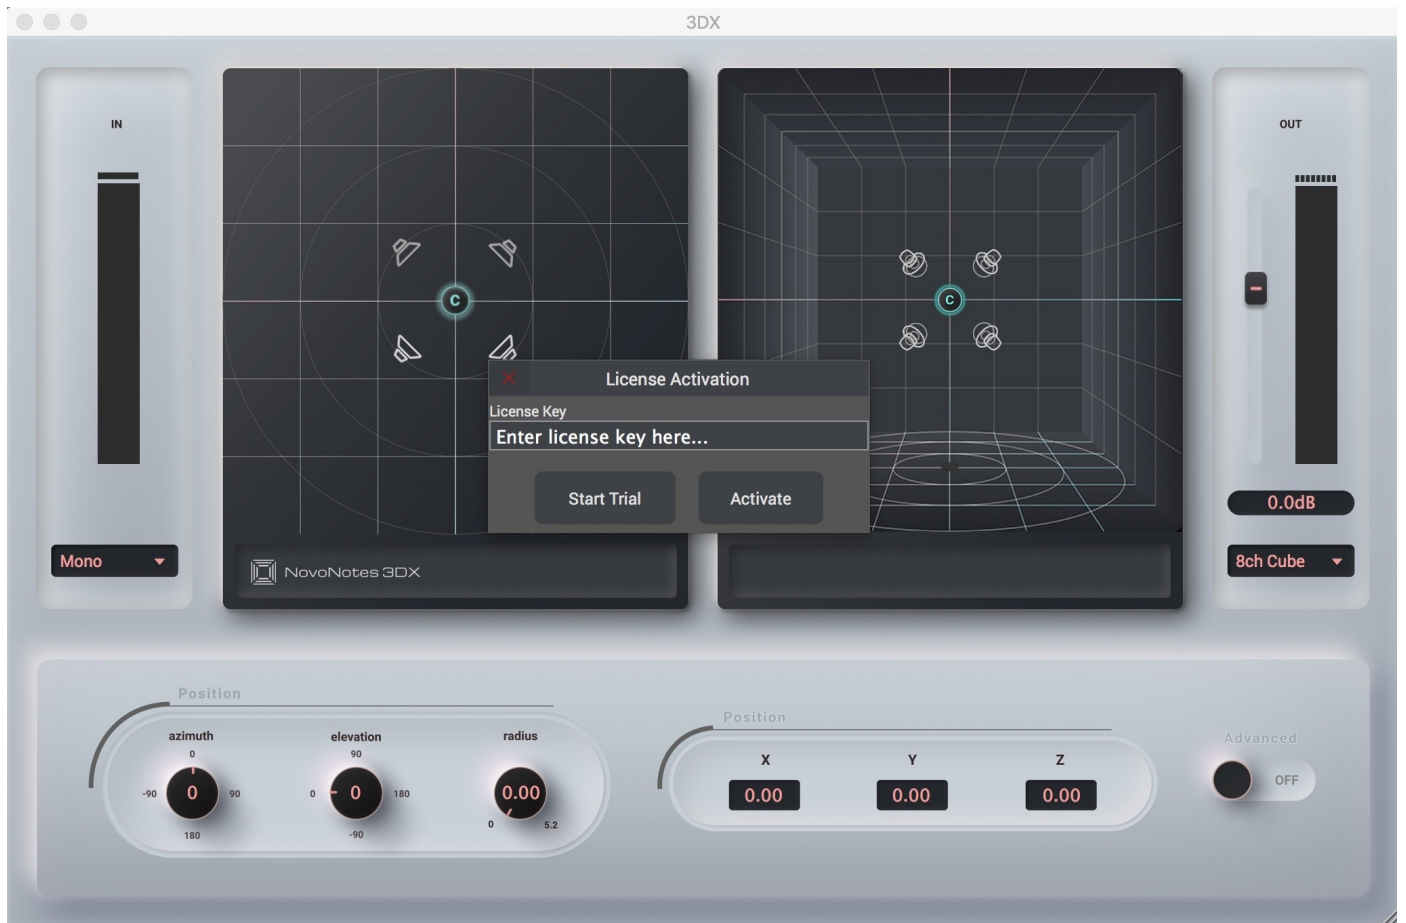 3DX
IN
OUT
C
C
License Activation
License Key
Enter license key here...
Start Trial
Activate
0.0dB
Mono
8ch Cube
NovoNotes 3DX
Position
azimuth
elevation
radius
0
90
-90
0
90
0
0
180
0.00
180
-90
0
5.2
Position
X
Y
Z
0.00
0.00
0.00
Advanced
OFF